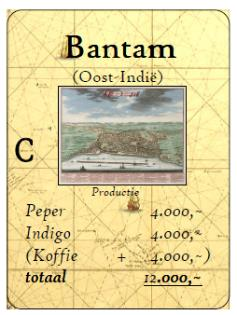 Bantam
(Oost-Indië)
C
Productie
Peper 4.000,-
Indigo 4.000,-
(Koffie + 4.000,-)
totaal 12.000,-